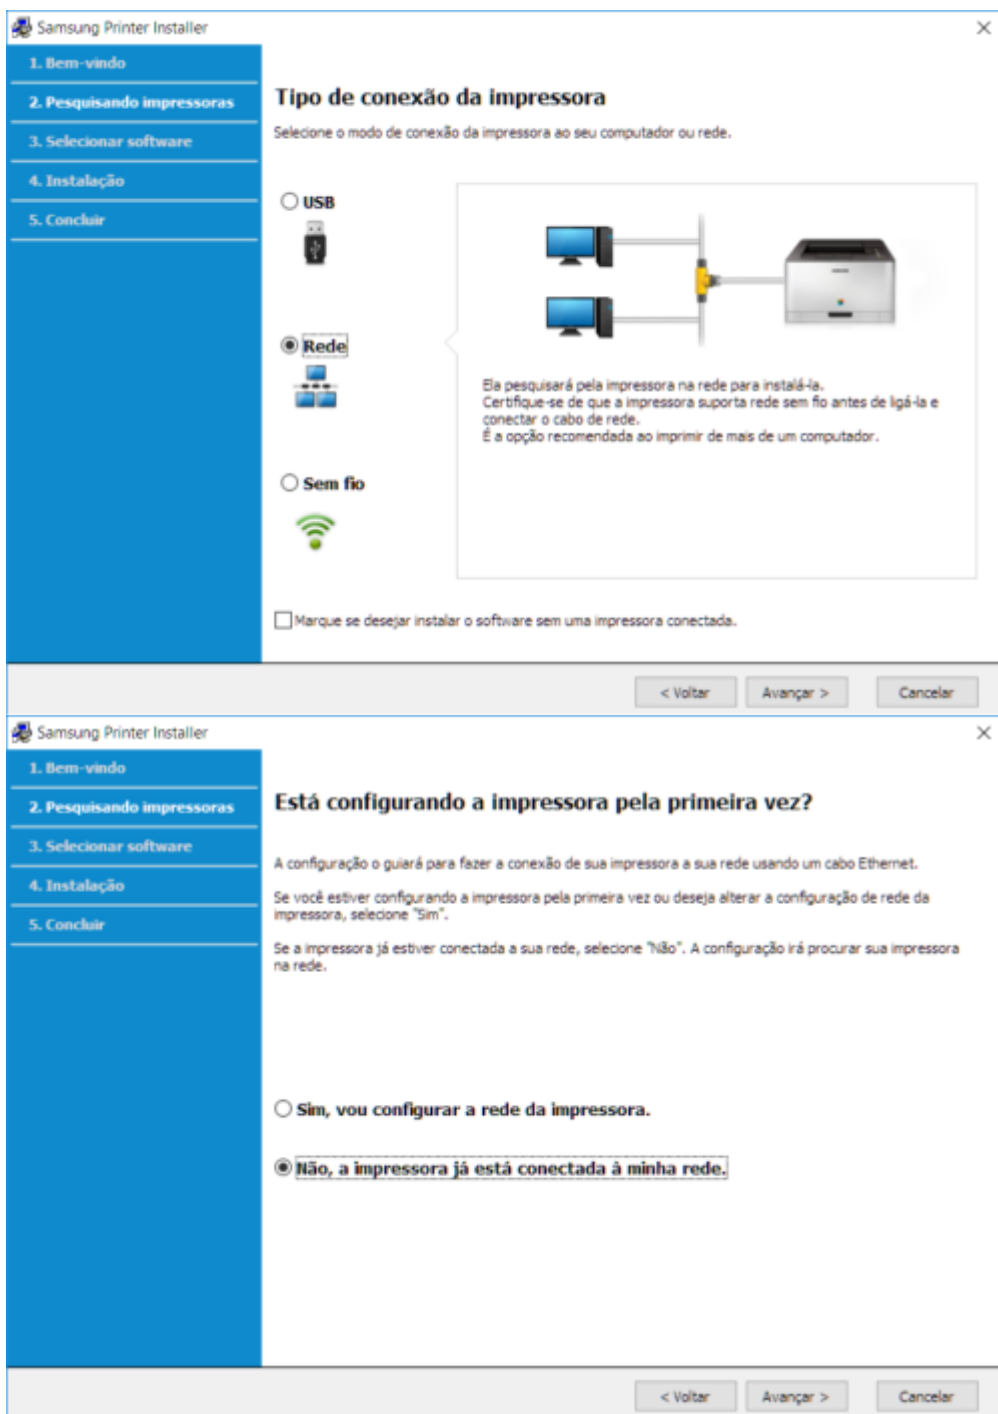 Samsung Printer Installer
1. Bem-vindo
2. Pesquisando impressoras
3. Selecionar software
4. Instalação
5. Concluir
Tipo de conexão da impressora
Selecione o modo de conexão da impressora ao seu computador ou rede.
USB
Rede
Sem fio
Ela pesquisará pela impressora na rede para instalá-la.
Certifique-se de que a impressora suporta rede sem fio antes de ligá-la e
conectar o cabo de rede.
É a opção recomendada ao imprimir de mais de um computador.
Marque se desejar instalar o software sem uma impressora conectada.
< Voltar
Avançar >
Cancelar
Samsung Printer Installer
1. Bem-vindo
2. Pesquisando impressoras
3. Selecionar software
4. Instalação
5. Concluir
Está configurando a impressora pela primeira vez?
A configuração o guiará para fazer a conexão de sua impressora a sua rede usando um cabo Ethernet.
Se você estiver configurando a impressora pela primeira vez ou deseja alterar a configuração de rede da
impressora, selecione "Sim".
Se a impressora já estiver conectada a sua rede, selecione "Não". A configuração irá procurar sua impressora
na rede.
Sim, vou configurar a rede da impressora.
Não, a impressora já está conectada à minha rede.
< Voltar
Avançar >
Cancelar